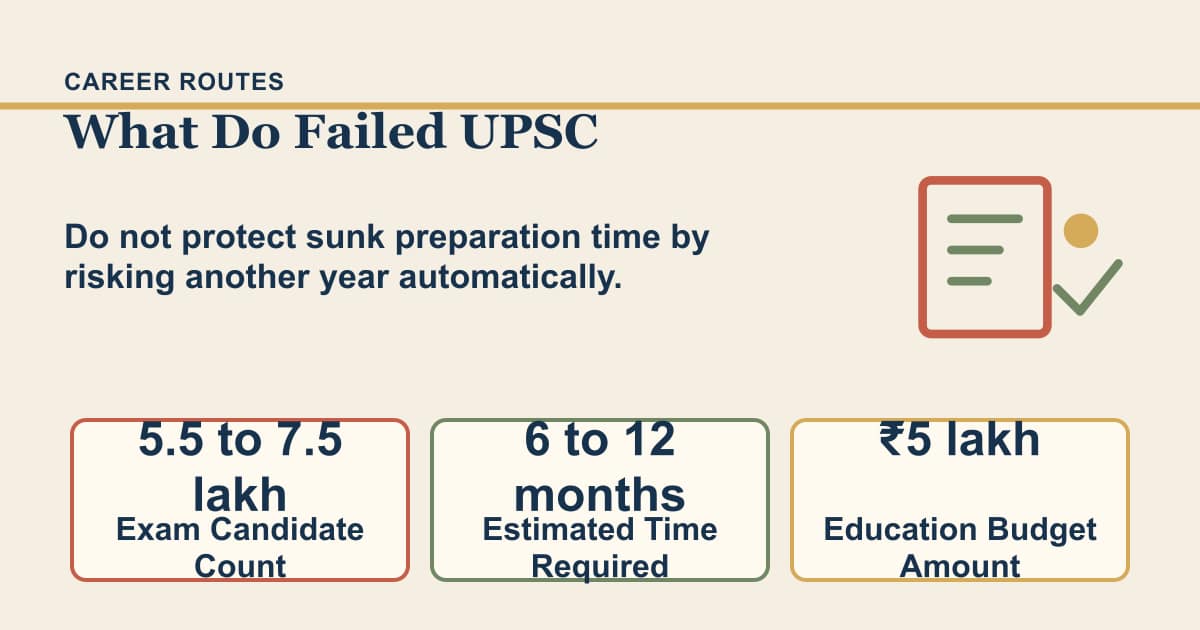 CAREER ROUTES
What Do Failed UPSC
Do not protect sunk preparation time by
risking another year automatically.
5.5 to 7.5
lakh
Exam Candidate
Count
6 to 12
months
Estimated Time
Required
₹5 lakh
Education Budget
Amount